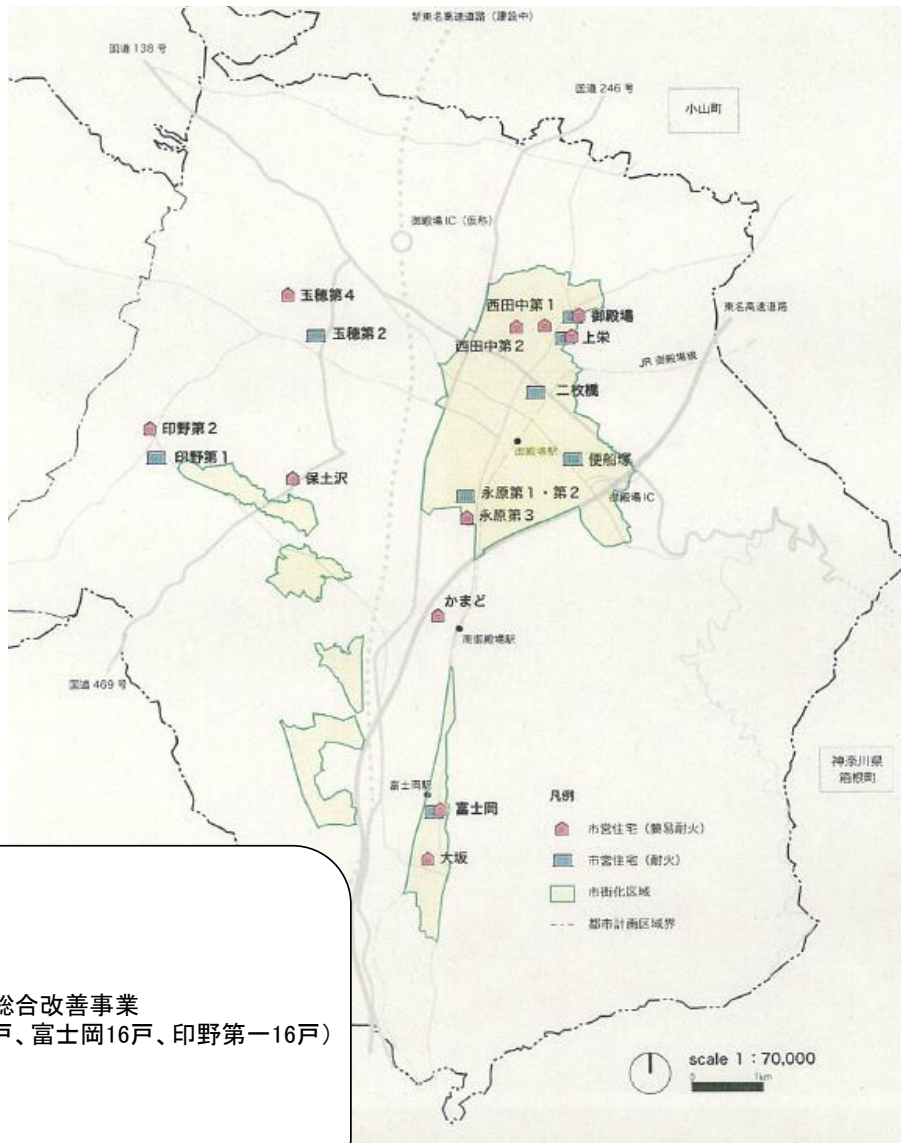 新東名高速道路（建設中）
国道138号
国道246号
小山町
御殿場IC（仮称）
東名高速道路
玉穂第4
西田中第1
御殿場
玉穂第2
西田中第2
上栄
JR御殿場線
二枚橋
印野第2
御殿場駅
印野第1
便船塚
保土沢
永原第1・第2
御殿場IC
永原第3
かまど
南御殿場駅
国道469号
神奈川県
箱根町
富士岡駅
富士岡
大坂
凡例
市営住宅（簡易耐火）
市営住宅（耐火）
市街化区域
都市計画区域界
総合改善事業
戸、富士岡16戸、印野第一16戸）
scale 1：70,000
0 1km